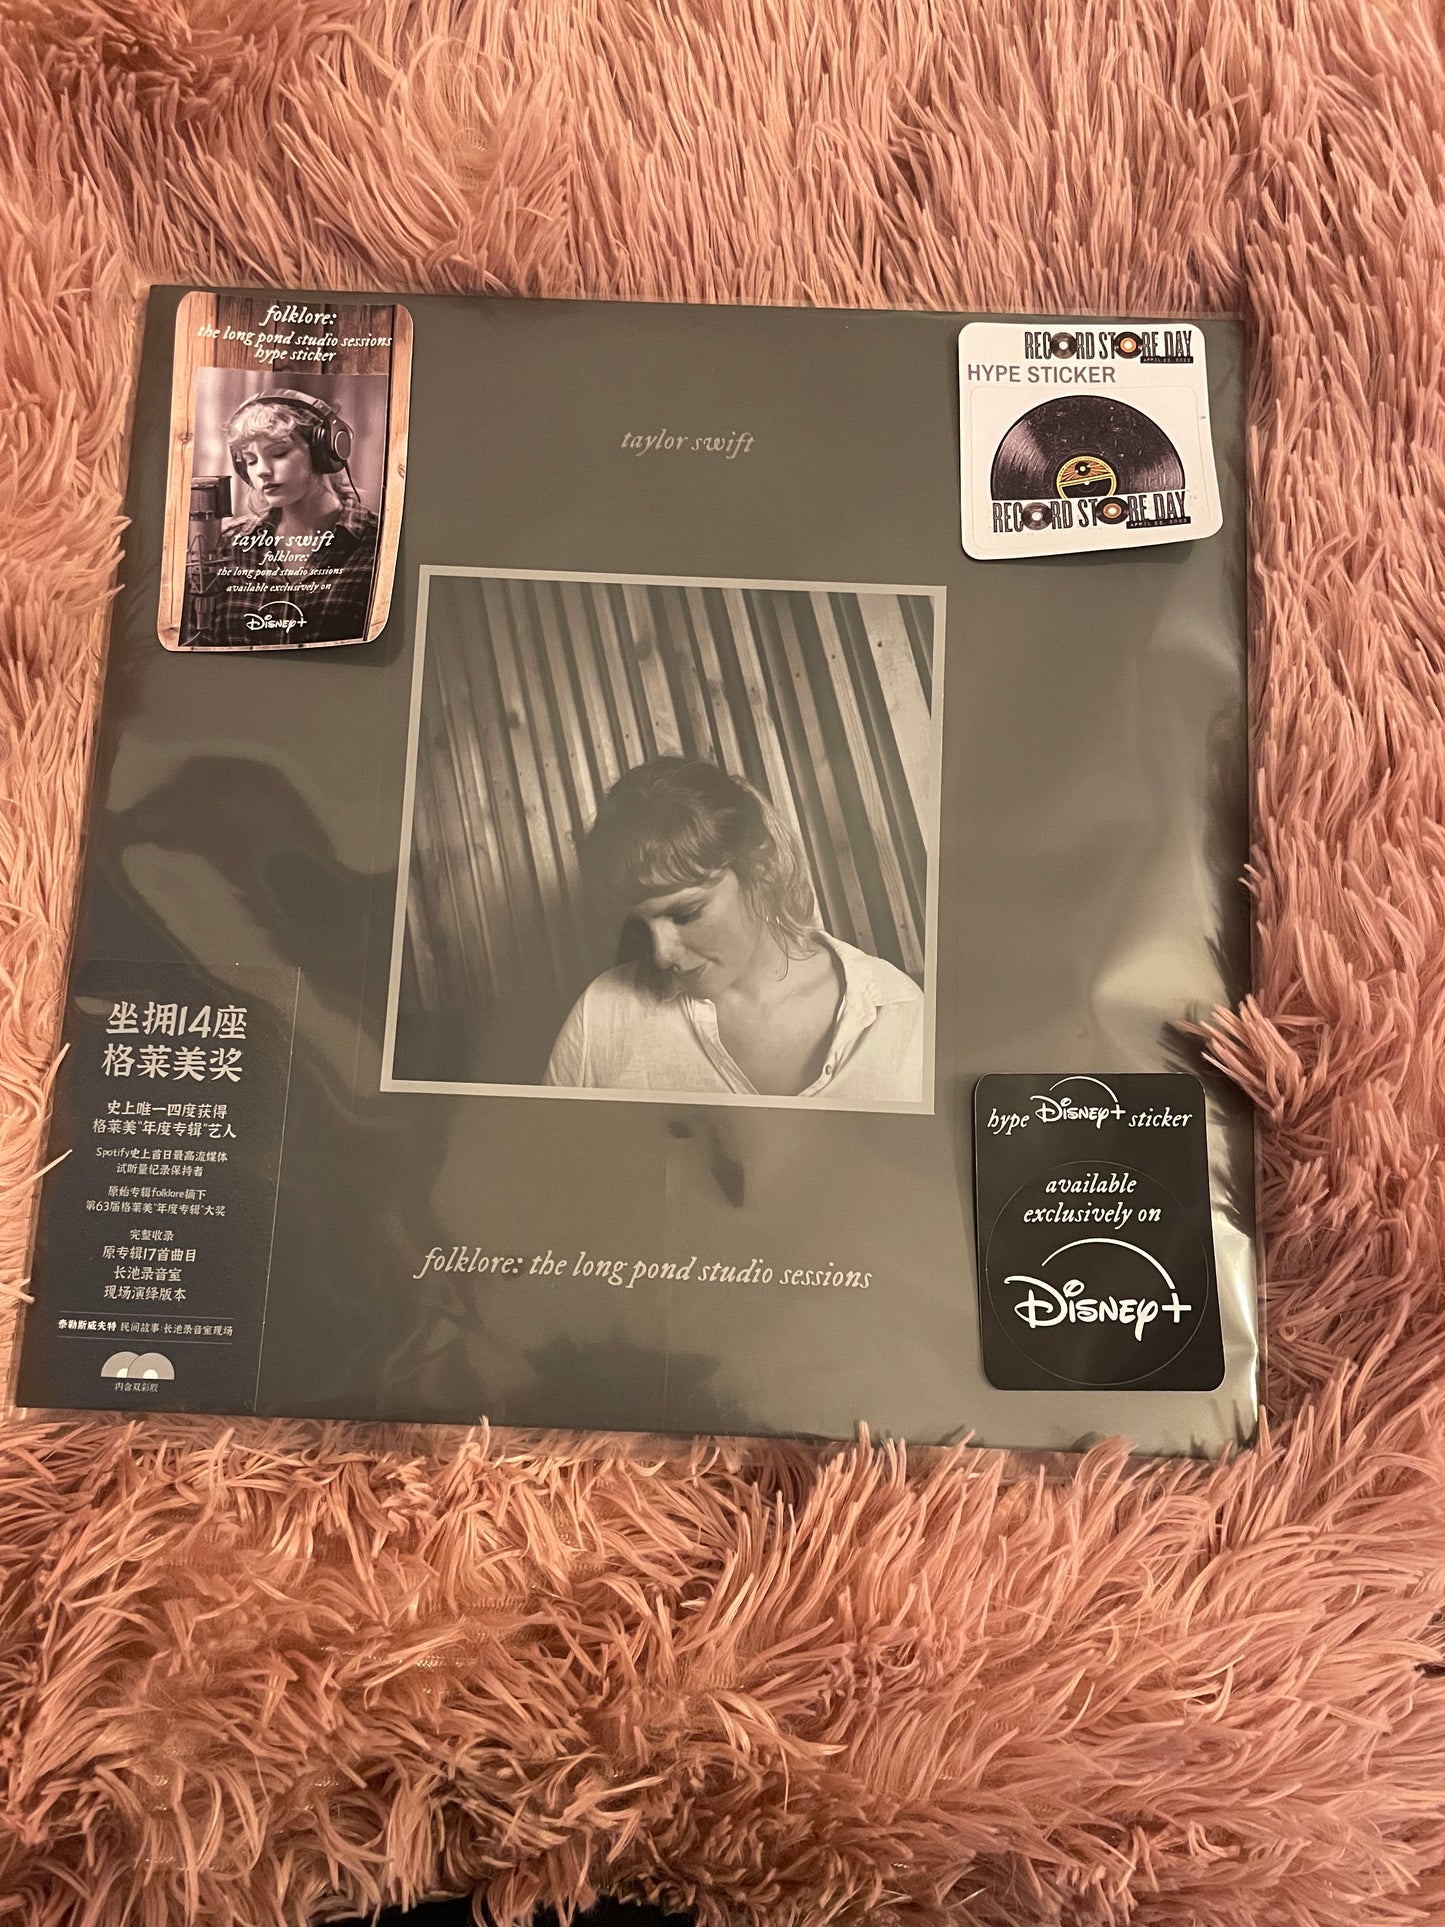 folklore:
the long pond studio sessions
hype sticker
taylor swift
folklore:
the long pond studio sessions
available exclusively on
Disney+
RECORD STORE DAY
APRIL 22, 2023
HYPE STICKER
RECORD STORE DAY
APRIL 22, 2023
taylor swift
坐拥14座
格莱美奖
史上唯一四度获得
格莱美"年度专辑"艺人
Spotify史上首日最高流媒体
试听量纪录保持者
原始专辑folklore摘下
第63届格莱美"年度专辑"大奖
完整收录
原专辑17首曲目
长池录音室
现场演绎版本
泰勒斯威夫特 民间故事:长池录音室现场
内含双彩胶
folklore: the long pond studio sessions
hype Disney+ sticker
available
exclusively on
Disney+